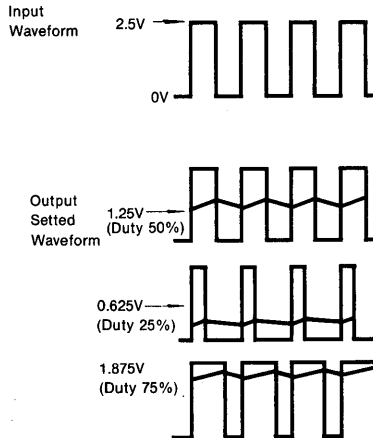 Input
Waveform
2.5V
0V
Output
Setted
Waveform
1.25V
(Duty 50%)
0.625V
(Duty 25%)
1.875V
(Duty 75%)